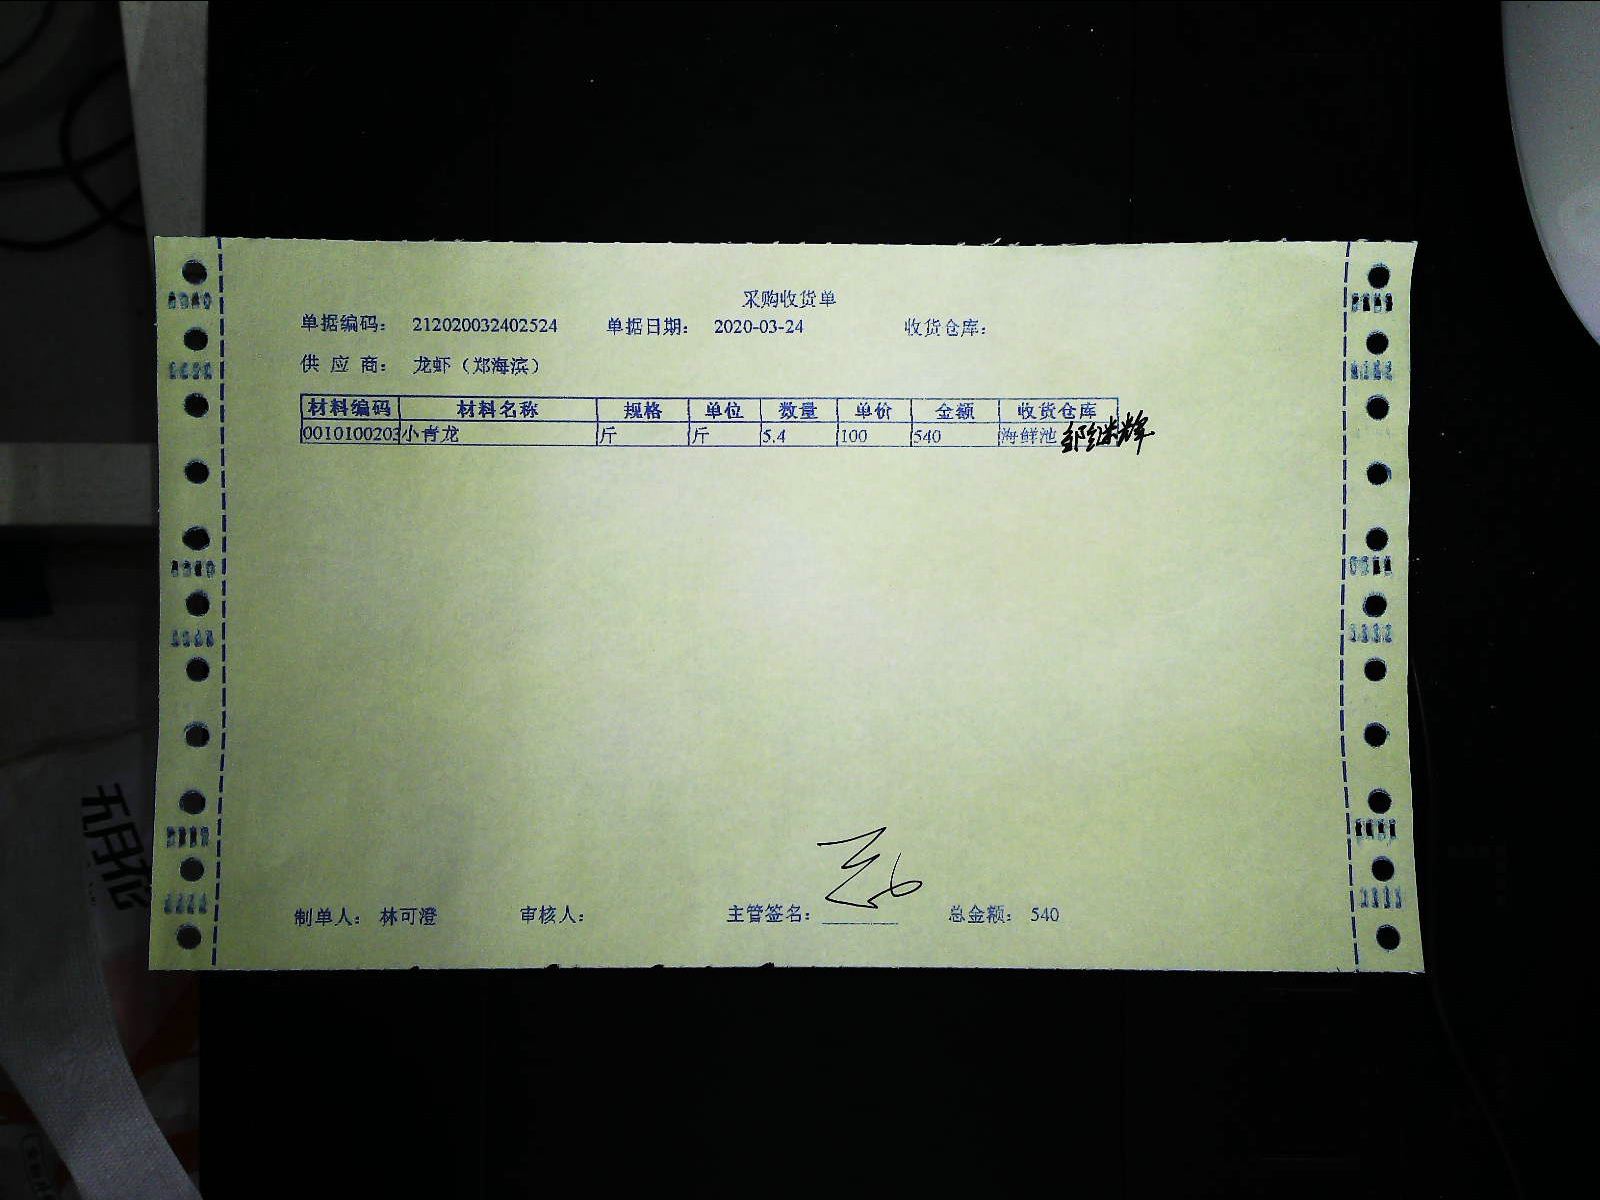 采购收货单
单据编码： 212020032402524 单据日期： 2020-03-24 收货仓库：
供 应 商： 龙虾（郑海滨）
材料编码 材料名称 规格 单位 数量 单价 金额 收货仓库
0010100203 小青龙 斤 斤 5.4 100 540 海鲜池
制单人： 林可澄 审核人： 主管签名： 总金额： 540